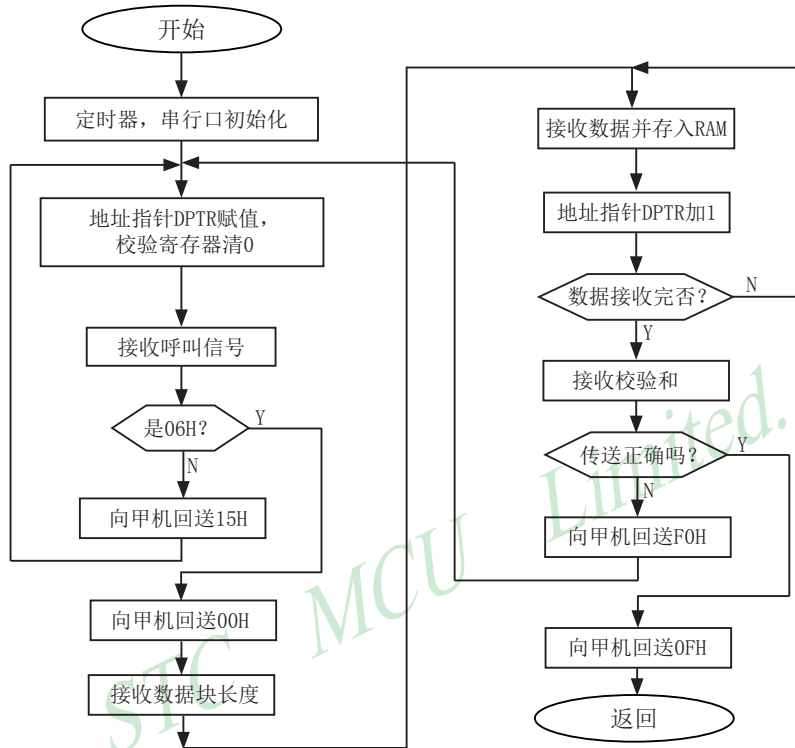 开始
定时器，串行口初始化
地址指针DPTR赋值，
校验寄存器清0
接收呼叫信号
是06H？
Y
N
向甲机回送15H
向甲机回送00H
接收数据块长度
接收数据并存入RAM
地址指针DPTR加1
数据接收完否？
N
Y
接收校验和
传送正确吗？
Y
N
向甲机回送F0H
向甲机回送0FH
返回
STC MCU Limited.